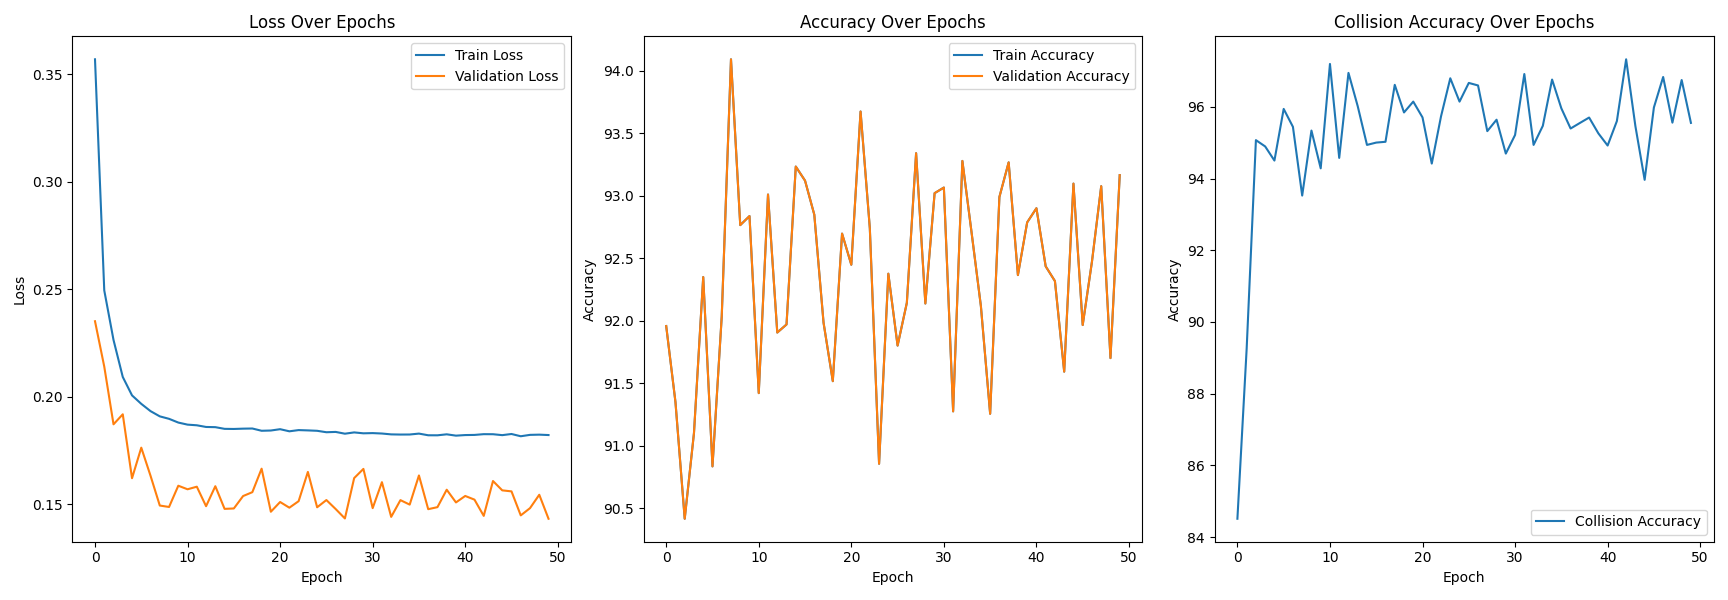 Loss Over Epochs
Train Loss
Validation Loss
0.35
0.30
0.25
0.20
0.15
Loss
0 10 20 30 40 50
Epoch
Accuracy Over Epochs
Train Accuracy
Validation Accuracy
94.0
93.5
93.0
92.5
92.0
91.5
91.0
90.5
Accuracy
0 10 20 30 40 50
Epoch
Collision Accuracy Over Epochs
96
94
92
90
88
86
84
Accuracy
Collision Accuracy
0 10 20 30 40 50
Epoch